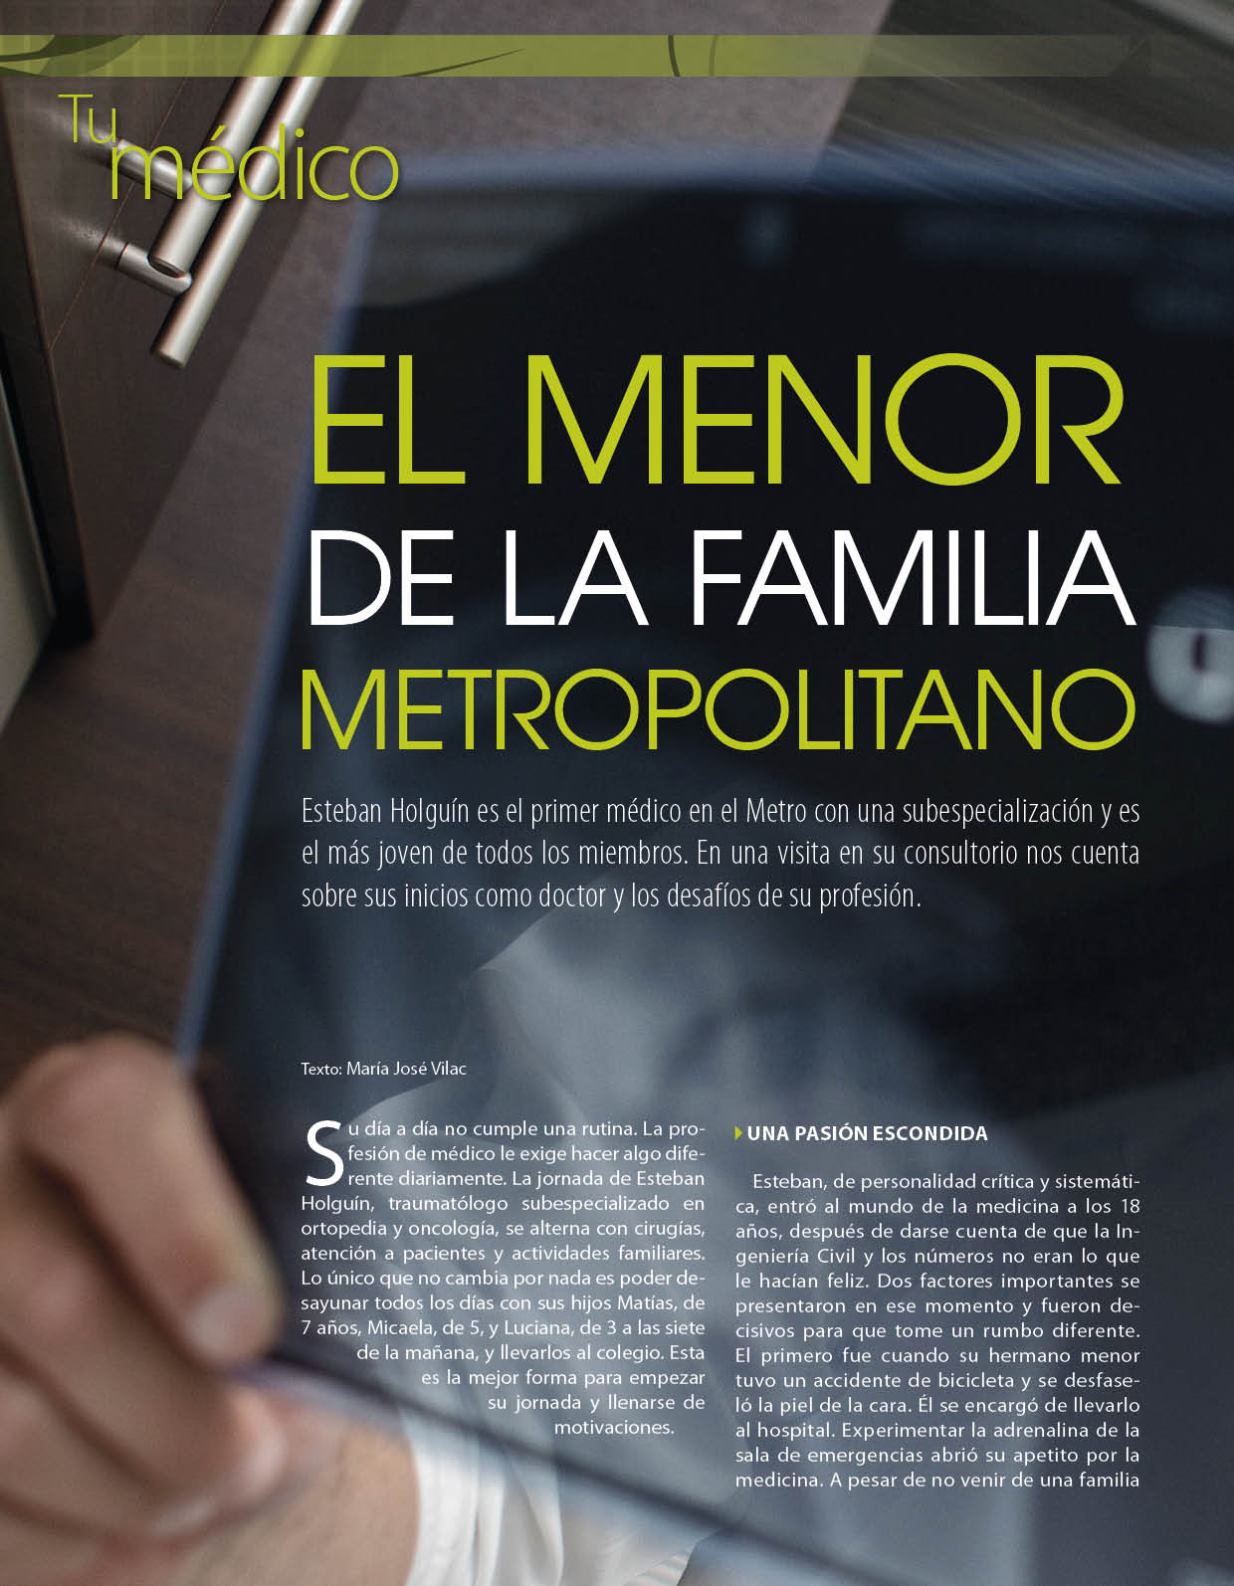 Tu
médico
EL MENOR
DE LA FAMILIA
METROPOLITANO
Esteban Holguín es el primer médico en el Metro con una subespecialización y es
el más joven de todos los miembros. En una visita en su consultorio nos cuenta
sobre sus inicios como doctor y los desafíos de su profesión.
Texto: María José Vilac
Su día a día no cumple una rutina. La pro-
fesión de médico le exige hacer algo dife-
rente diariamente. La jornada de Esteban
Holguín, traumatólogo subespecializado en
ortopedia y oncología, se alterna con cirugías,
atención a pacientes y actividades familiares.
Lo único que no cambia por nada es poder de-
sayunar todos los días con sus hijos Matías, de
7 años, Micaela, de 5, y Luciana, de 3 a las siete
de la mañana, y llevarlos al colegio. Esta
es la mejor forma para empezar
su jornada y llenarse de
motivaciones.
UNA PASIÓN ESCONDIDA
Esteban, de personalidad crítica y sistemáti-
ca, entró al mundo de la medicina a los 18
años, después de darse cuenta de que la In-
geniería Civil y los números no eran lo que
le hacían feliz. Dos factores importantes se
presentaron en ese momento y fueron de-
cisivos para que tome un rumbo diferente.
El primero fue cuando su hermano menor
tuvo un accidente de bicicleta y se desfase-
ló la piel de la cara. Él se encargó de llevarlo
al hospital. Experimentar la adrenalina de la
sala de emergencias abrió su apetito por la
medicina. A pesar de no venir de una familia